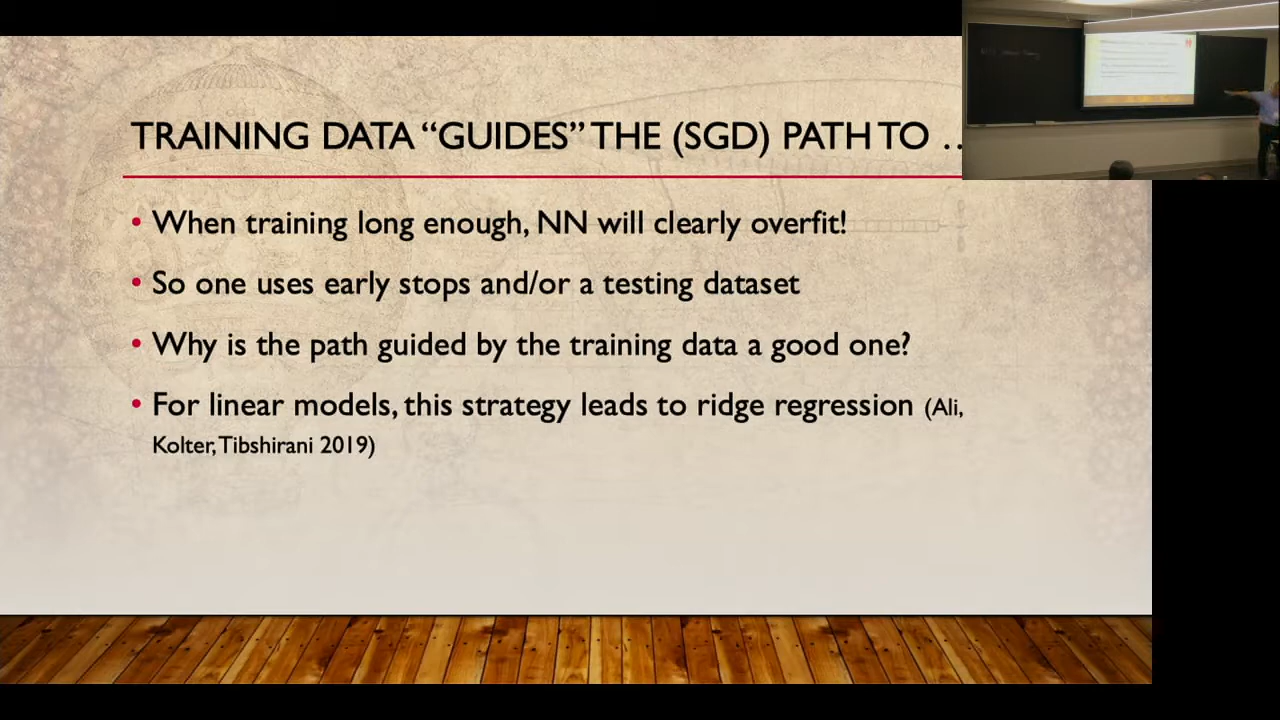 TRAINING DATA “GUIDES” THE (SGD) PATH TO ..
• When training long enough, NN will clearly overfit!
• So one uses early stops and/or a testing dataset
• Why is the path guided by the training data a good one?
• For linear models, this strategy leads to ridge regression (Ali,
Kolter, Tibshirani 2019)